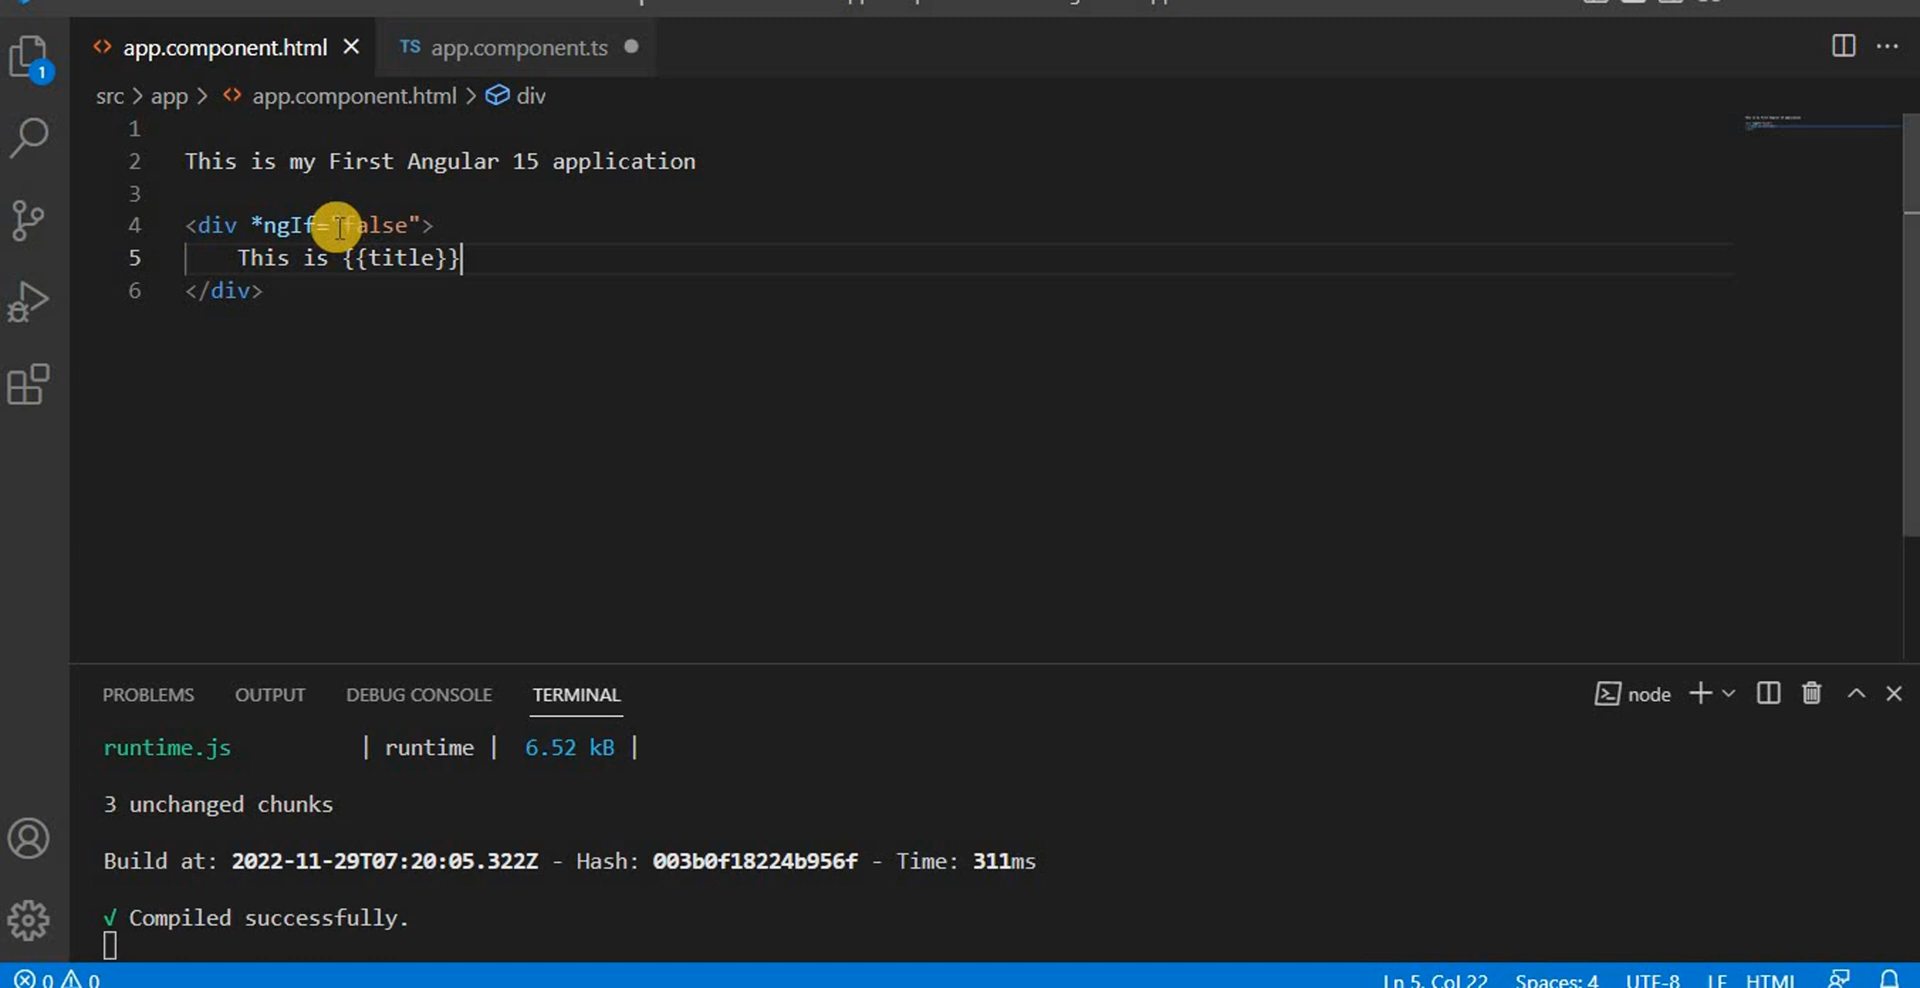 app.component.html
TS app.component.ts
1
src > app > <> app.component.html > div
1
2 This is my First Angular 15 application
3
4 <div *ngIf="false">
5 This is {{title}}
6 </div>
PROBLEMS OUTPUT DEBUG CONSOLE TERMINAL
node
runtime.js | runtime | 6.52 kB |
3 unchanged chunks
Build at: 2022-11-29T07:20:05.322Z - Hash: 003b0f18224b956f - Time: 311ms
√ Compiled successfully.
0 0 Ln 5, Col 22 Spaces: 4 UTF-8 LF HTML